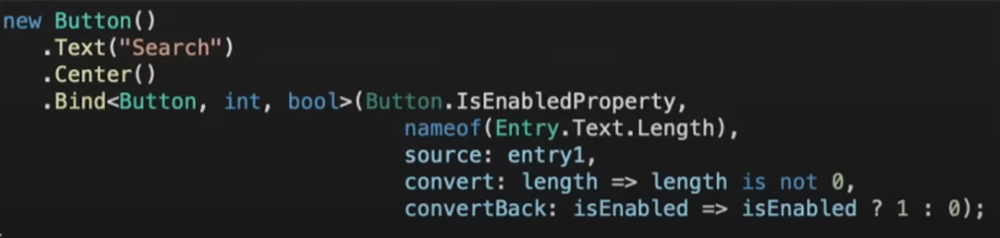 new Button()
.Text("Search")
.Center()
.Bind<Button, int, bool>(Button.IsEnabledProperty,
nameof(Entry.Text.Length),
source: entry1,
convert: length => length is not 0,
convertBack: isEnabled => isEnabled ? 1 : 0);